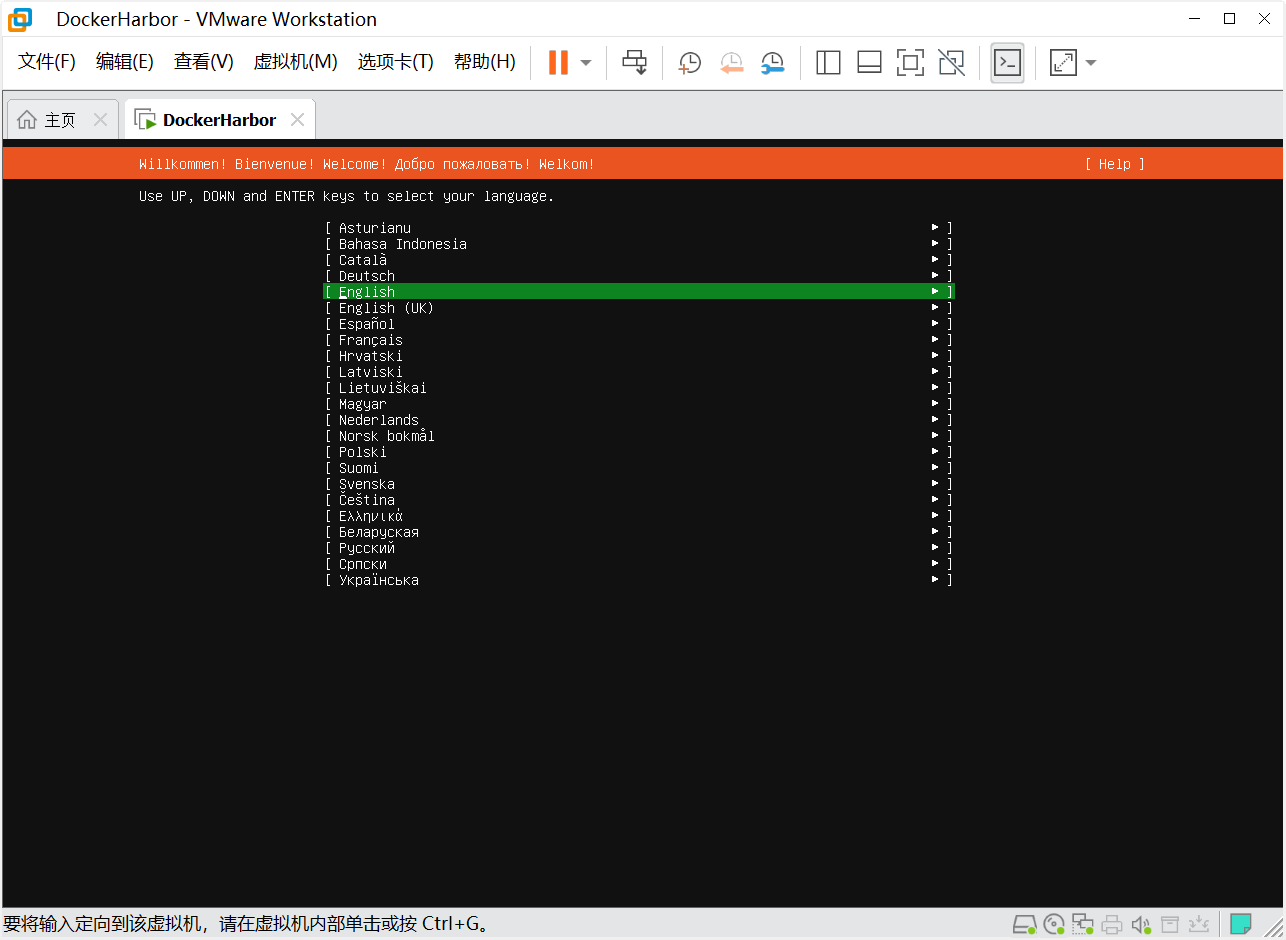 DockerHarbor - VMware Workstation
文件(F) 编辑(E) 查看(V) 虚拟机(M) 选项卡(T) 帮助(H)
主页 DockerHarbor
Willkommen! Bienvenue! Welcome! Добро пожаловать! Welkom! [ Help ]
Use UP, DOWN and ENTER keys to select your language.
[ Asturianu ► ]
[ Bahasa Indonesia ► ]
[ Català ► ]
[ Deutsch ► ]
[ English ► ]
[ English (UK) ► ]
[ Español ► ]
[ Français ► ]
[ Hrvatski ► ]
[ Latviski ► ]
[ Lietuviškai ► ]
[ Magyar ► ]
[ Nederlands ► ]
[ Norsk bokmål ► ]
[ Polski ► ]
[ Suomi ► ]
[ Svenska ► ]
[ Čeština ► ]
[ Ελληνικά ► ]
[ Беларуская ► ]
[ Русский ► ]
[ Српски ► ]
[ Українська ► ]
要将输入定向到该虚拟机，请在虚拟机内部单击或按 Ctrl+G。